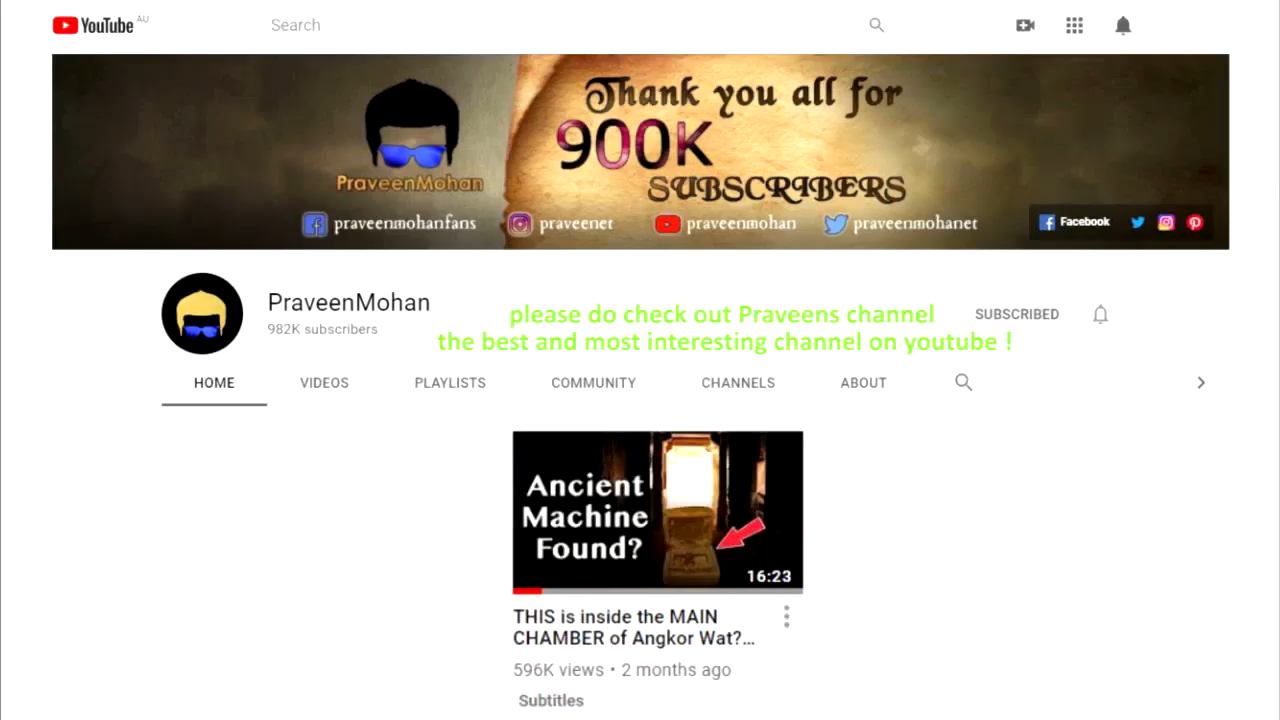 YouTube AU
Search
Thank you all for
900K
SUBSCRIBERS
PraveenMohan
praveenmohanfans praveenet praveenmohan praveenmohanet
Facebook
PraveenMohan
982K subscribers
please do check out Praveens channel
the best and most interesting channel on youtube !
SUBSCRIBED
HOME VIDEOS PLAYLISTS COMMUNITY CHANNELS ABOUT
Ancient
Machine
Found?
16:23
THIS is inside the MAIN
CHAMBER of Angkor Wat?...
596K views • 2 months ago
Subtitles